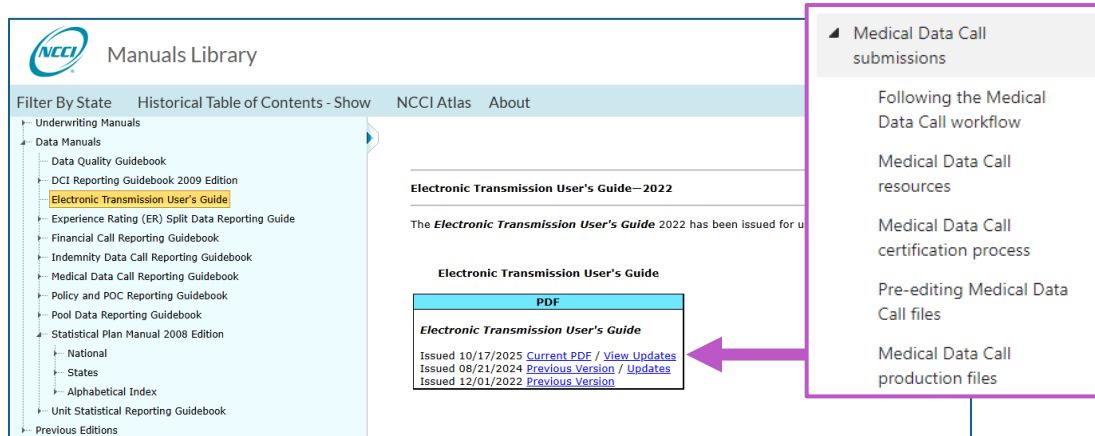 NCCI
Manuals Library
Filter By State Historical Table of Contents - Show NCCI Atlas About
Underwriting Manuals
Data Manuals
Data Quality Guidebook
DCI Reporting Guidebook 2009 Edition
Electronic Transmission User's Guide
Experience Rating (ER) Split Data Reporting Guide
Financial Call Reporting Guidebook
Indemnity Data Call Reporting Guidebook
Medical Data Call Reporting Guidebook
Policy and POC Reporting Guidebook
Pool Data Reporting Guidebook
Statistical Plan Manual 2008 Edition
National
States
Alphabetical Index
Unit Statistical Reporting Guidebook
Previous Editions
Electronic Transmission User's Guide—2022
The Electronic Transmission User's Guide 2022 has been issued for u
Electronic Transmission User's Guide
PDF
Electronic Transmission User's Guide
Issued 10/17/2025 Current PDF / View Updates
Issued 08/21/2024 Previous Version / Updates
Issued 12/01/2022 Previous Version
Medical Data Call
submissions
Following the Medical
Data Call workflow
Medical Data Call
resources
Medical Data Call
certification process
Pre-editing Medical Data
Call files
Medical Data Call
production files